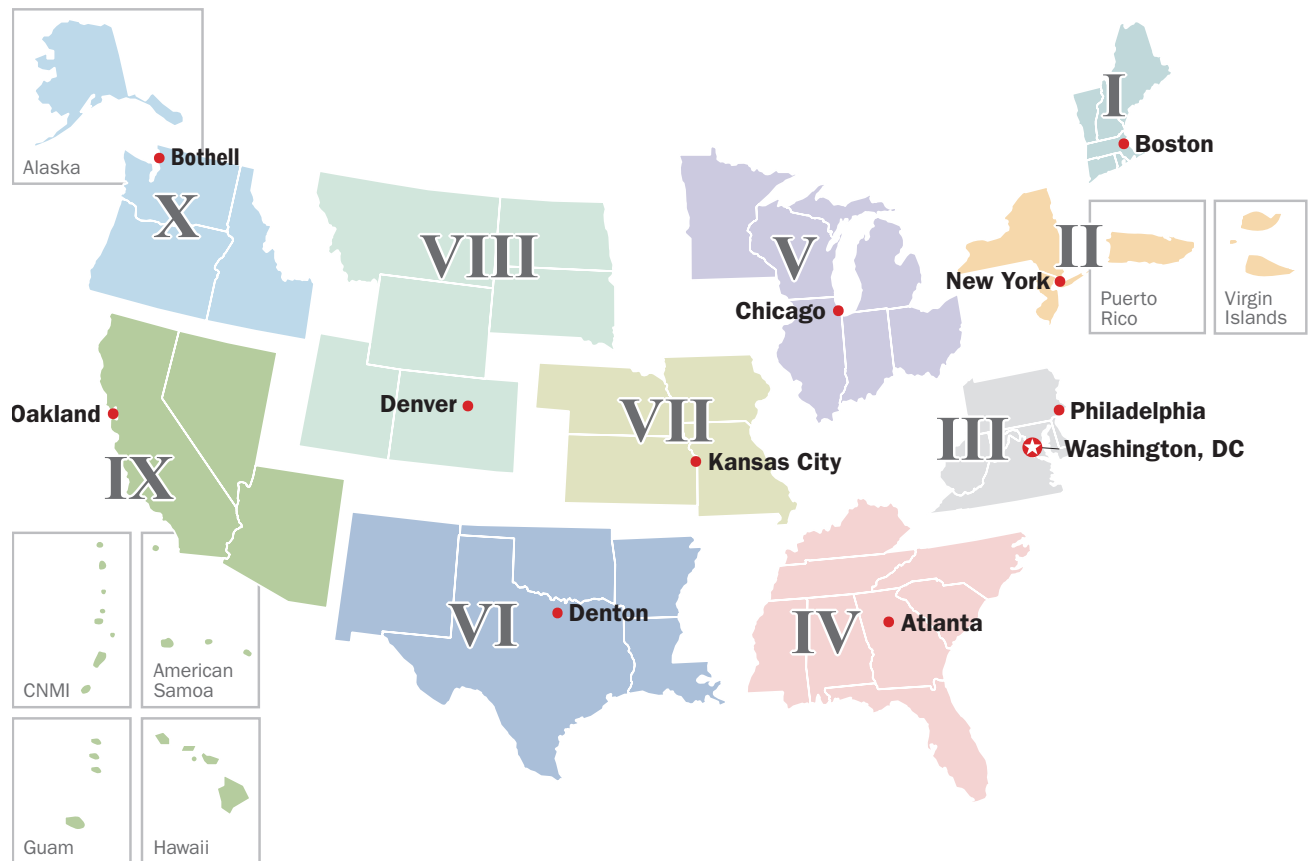 Alaska
Bothell
X
VIII
V
I
Boston
II
New York
Puerto
Rico
Virgin
Islands
Chicago
Oakland
Denver
VII
Kansas City
III
Philadelphia
Washington, DC
IX
CNMI
American
Samoa
VI
Denton
IV
Atlanta
Guam
Hawaii